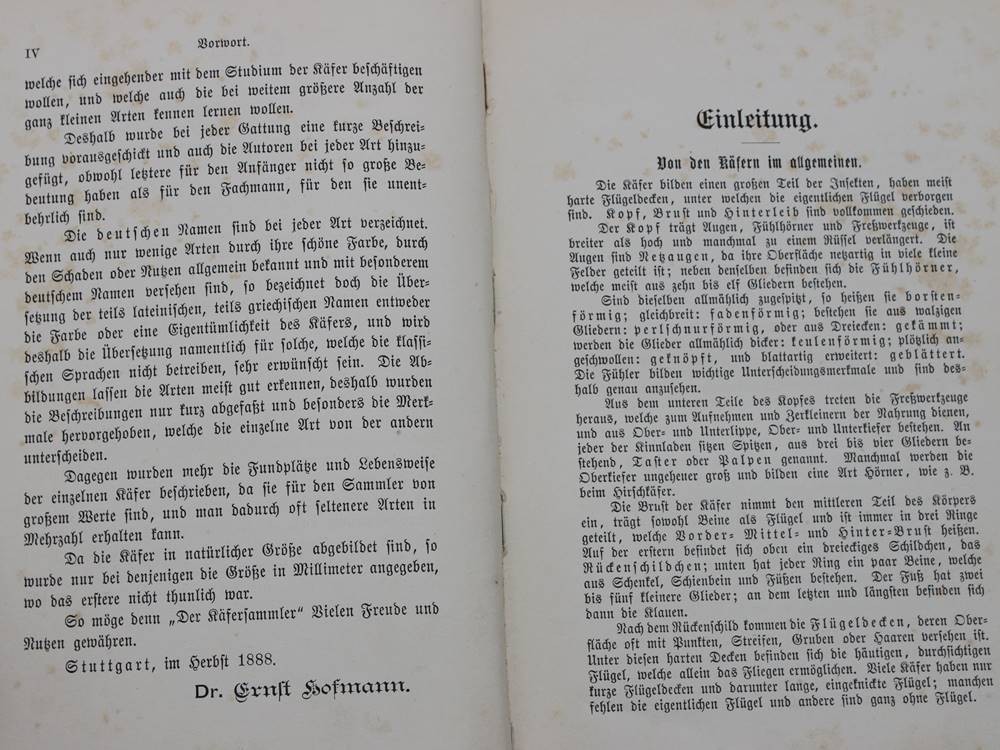 IV
Vorwort.
welche sich eingehender mit dem Studium der Käfer beschäftigen
wollen, und welche auch die bei weitem größere Anzahl der
ganz kleinen Arten kennen lernen wollen.
Deshalb wurde bei jeder Gattung eine kurze Beschrei-
bung vorausgeschickt und auch die Autoren bei jeder Art hinzu-
gefügt, obwohl letztere für den Anfänger nicht so große Be-
deutung haben als für den Fachmann, für den sie unent-
behrlich sind.
Die deutschen Namen sind bei jeder Art verzeichnet.
Wenn auch nur wenige Arten durch ihre schöne Farbe, durch
den Schaden oder Nutzen allgemein bekannt und mit besonderem
deutschem Namen versehen sind, so bezeichnet doch die Über-
setzung der teils lateinischen, teils griechischen Namen entweder
die Farbe oder eine Eigentümlichkeit des Käfers, und wird
deshalb die Übersetzung namentlich für solche, welche die klassi-
schen Sprachen nicht betreiben, sehr erwünscht sein. Die Ab-
bildungen lassen die Arten meist gut erkennen, deshalb wurden
die Beschreibungen nur kurz abgefaßt und besonders die Merk-
male hervorgehoben, welche die einzelne Art von der andern
unterscheiden.
Dagegen wurden mehr die Fundplätze und Lebensweise
der einzelnen Käfer beschrieben, da sie für den Sammler von
großem Werte sind, und man dadurch oft seltenere Arten in
Mehrzahl erhalten kann.
Da die Käfer in natürlicher Größe abgebildet sind, so
wurde nur bei denjenigen die Größe in Millimeter angegeben,
wo das erstere nicht thunlich war.
So möge denn „Der Käfersammler“ Vielen Freude und
Nutzen gewähren.
Stuttgart, im Herbst 1888.
Dr. Ernst Hofmann.
Einleitung.
Von den Käfern im allgemeinen.
Die Käfer bilden einen großen Teil der Insekten, haben meist
harte Flügeldecken, unter welchen die eigentlichen Flügel verborgen
sind. Kopf, Brust und Hinterleib sind vollkommen geschieden.
Der Kopf trägt Augen, Fühlhörner und Freßwerkzeuge, ist
breiter als hoch und manchmal zu einem Rüssel verlängert. Die
Augen sind Netzaugen, da ihre Oberfläche netzartig in viele kleine
Felder geteilt ist; neben denselben befinden sich die Fühlhörner,
welche meist aus zehn bis elf Gliedern bestehen.
Sind dieselben allmählich zugespitzt, so heißen sie borsten-
förmig; gleichbreit: fadenförmig; bestehen sie aus walzigen
Gliedern: perlschnurförmig, oder aus Dreiecken: gekämmt;
werden die Glieder allmählich dicker: keulenförmig; plötzlich an-
geschwollen: geknöpft, und blattartig erweitert: geblättert.
Die Fühler bilden wichtige Unterscheidungsmerkmale und sind des-
halb genau anzusehen.
Aus dem unteren Teile des Kopfes treten die Freßwerkzeuge
heraus, welche zum Aufnehmen und Zerkleinern der Nahrung dienen,
und aus Ober- und Unterlippe, Ober- und Unterkiefer bestehen. An
jeder der Kinnladen sitzen Spitzen, aus drei bis vier Gliedern be-
stehend, Taster oder Palpen genannt. Manchmal werden die
Oberkiefer ungeheuer groß und bilden eine Art Hörner, wie z. B.
beim Hirschkäfer.
Die Brust der Käfer nimmt den mittleren Teil des Körpers
ein, trägt sowohl Beine als Flügel und ist immer in drei Ringe
geteilt, welche Vorder- Mittel- und Hinter-Brust heißen.
Auf der erstern befindet sich oben ein dreieckiges Schildchen, das
Rückenschildchen; unten hat jeder Ring ein paar Beine, welche
aus Schenkel, Schienbein und Füßen bestehen. Der Fuß hat zwei
bis fünf kleinere Glieder; an dem letzten und längsten befinden sich
dann die Klauen.
Nach dem Rückenschild kommen die Flügeldecken, deren Ober-
fläche oft mit Punkten, Streifen, Gruben oder Haaren versehen ist.
Unter diesen harten Decken befinden sich die häutigen, durchsichtigen
Flügel, welche allein das Fliegen ermöglichen. Viele Käfer haben nur
kurze Flügeldecken und darunter lange, eingeknickte Flügel; manchen
fehlen die eigentlichen Flügel und andere sind ganz ohne Flügel.